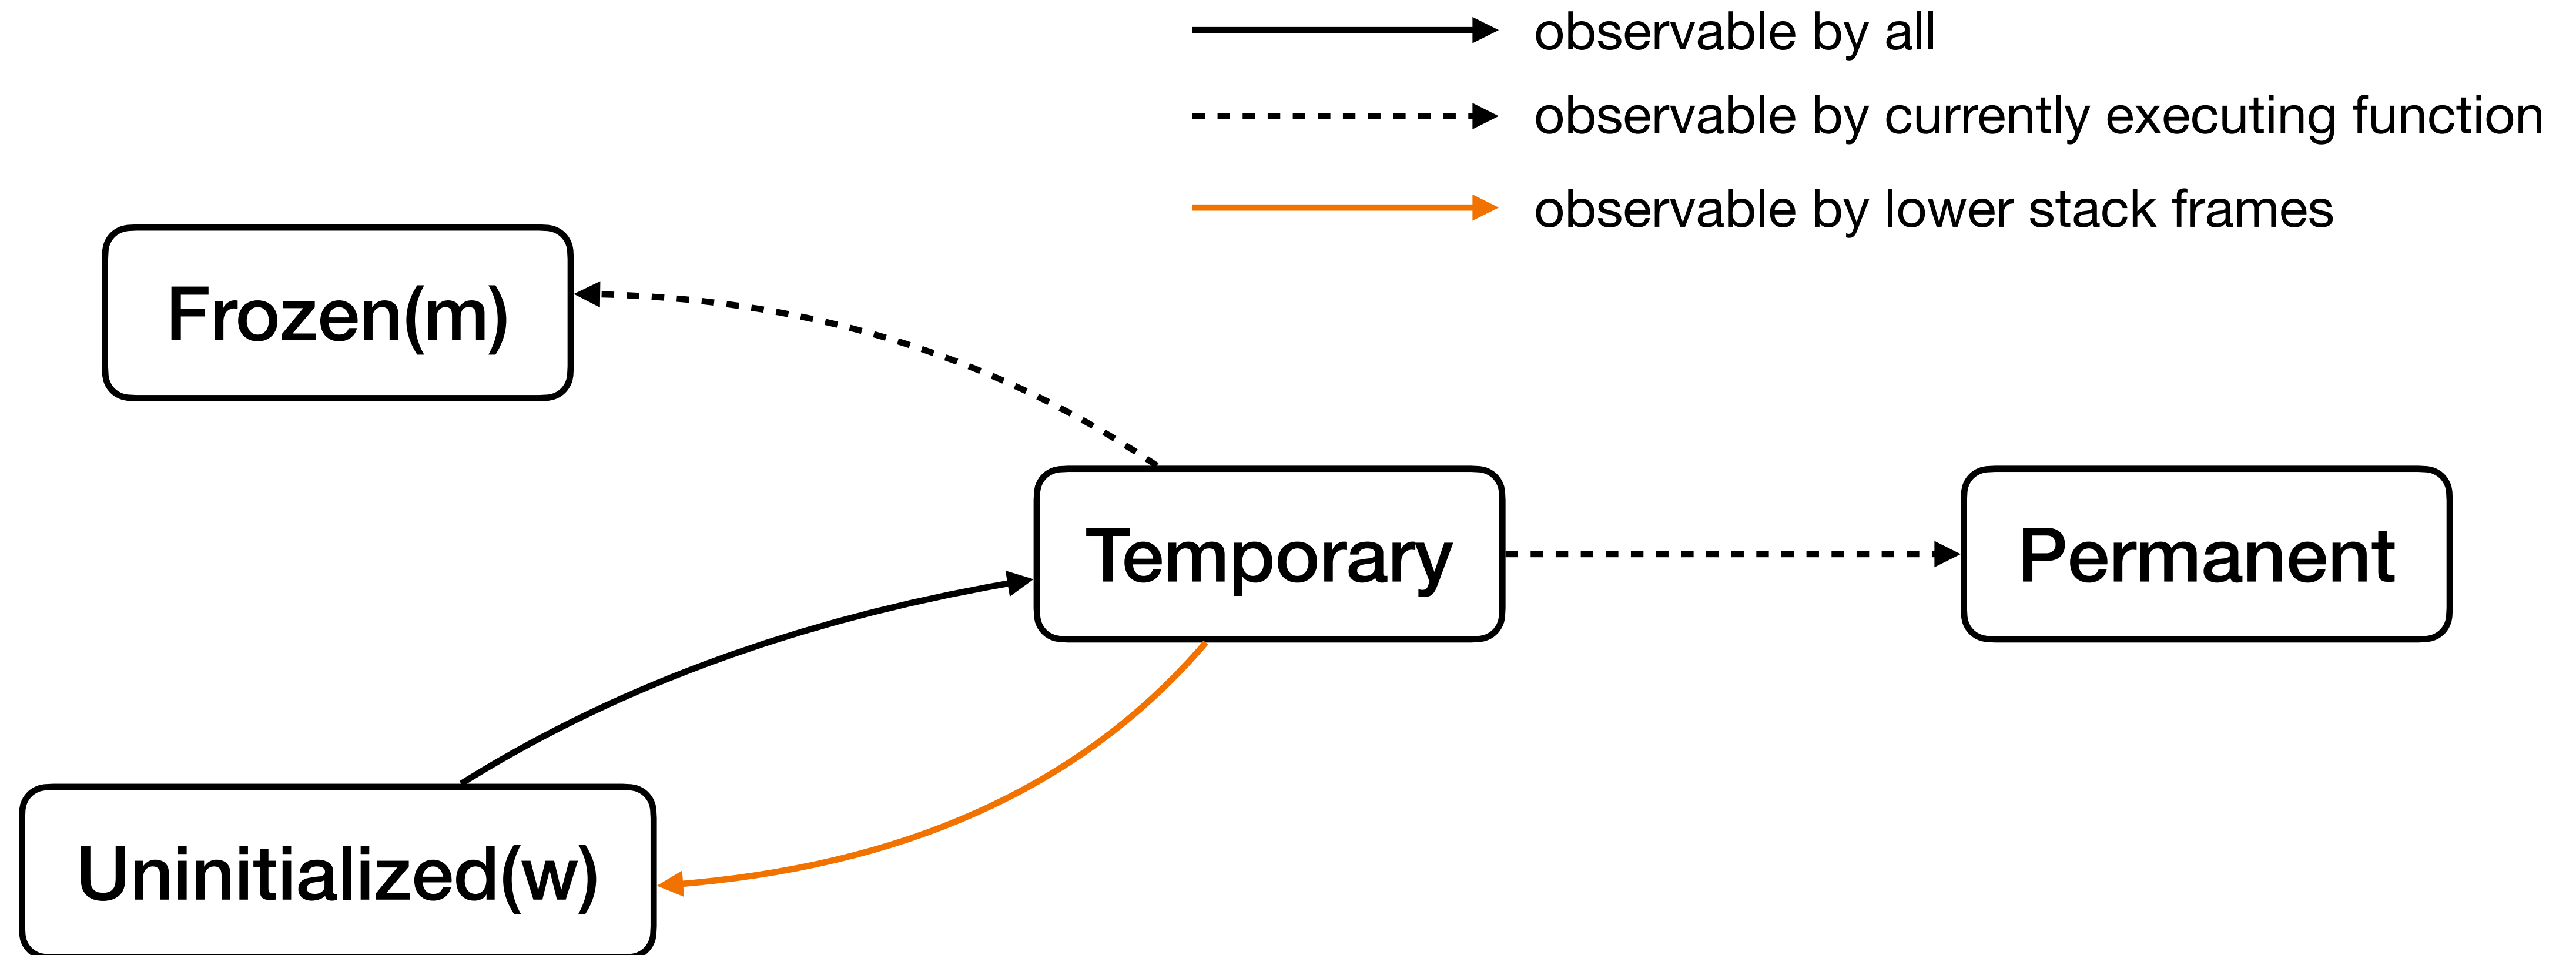 observable by all
observable by currently executing function
observable by lower stack frames
Frozen(m)
Temporary
Permanent
Uninitialized(w)